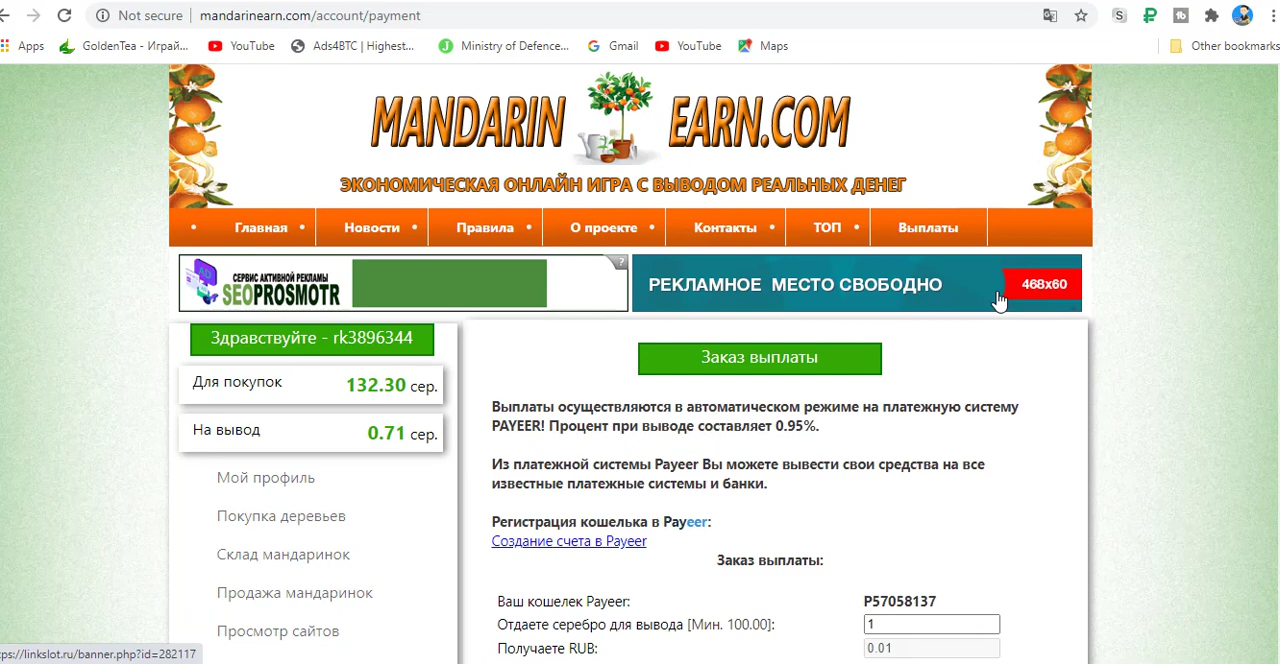 Not secure | mandarinearn.com/account/payment
S
tb
Apps GoldenTea - Играй... YouTube Ads4BTC | Highest... Ministry of Defence... Gmail YouTube Maps Other bookmarks
MANDARIN EARN.COM
ЭКОНОМИЧЕСКАЯ ОНЛАЙН ИГРА С ВЫВОДОМ РЕАЛЬНЫХ ДЕНЕГ
• Главная • Новости • Правила • О проекте • Контакты • ТОП • Выплаты
AD
СЕРВИС АКТИВНОЙ РЕКЛАМЫ
SEOPROSMOTR
?
РЕКЛАМНОЕ МЕСТО СВОБОДНО 468x60
Здравствуйте - rk3896344
Для покупок 132.30 сер.
На вывод 0.71 сер.
Мой профиль
Покупка деревьев
Склад мандаринок
Продажа мандаринок
Просмотр сайтов
Заказ выплаты
Выплаты осуществляются в автоматическом режиме на платежную систему
PAYEER! Процент при выводе составляет 0.95%.
Из платежной системы Payeer Вы можете вывести свои средства на все
известные платежные системы и банки.
Регистрация кошелька в Payeer:
Создание счета в Payeer
Заказ выплаты:
Ваш кошелек Payeer: P57058137
Отдаете серебро для вывода [Мин. 100.00]: 1
Получаете RUB: 0.01
tps://linkslot.ru/banner.php?id=282117